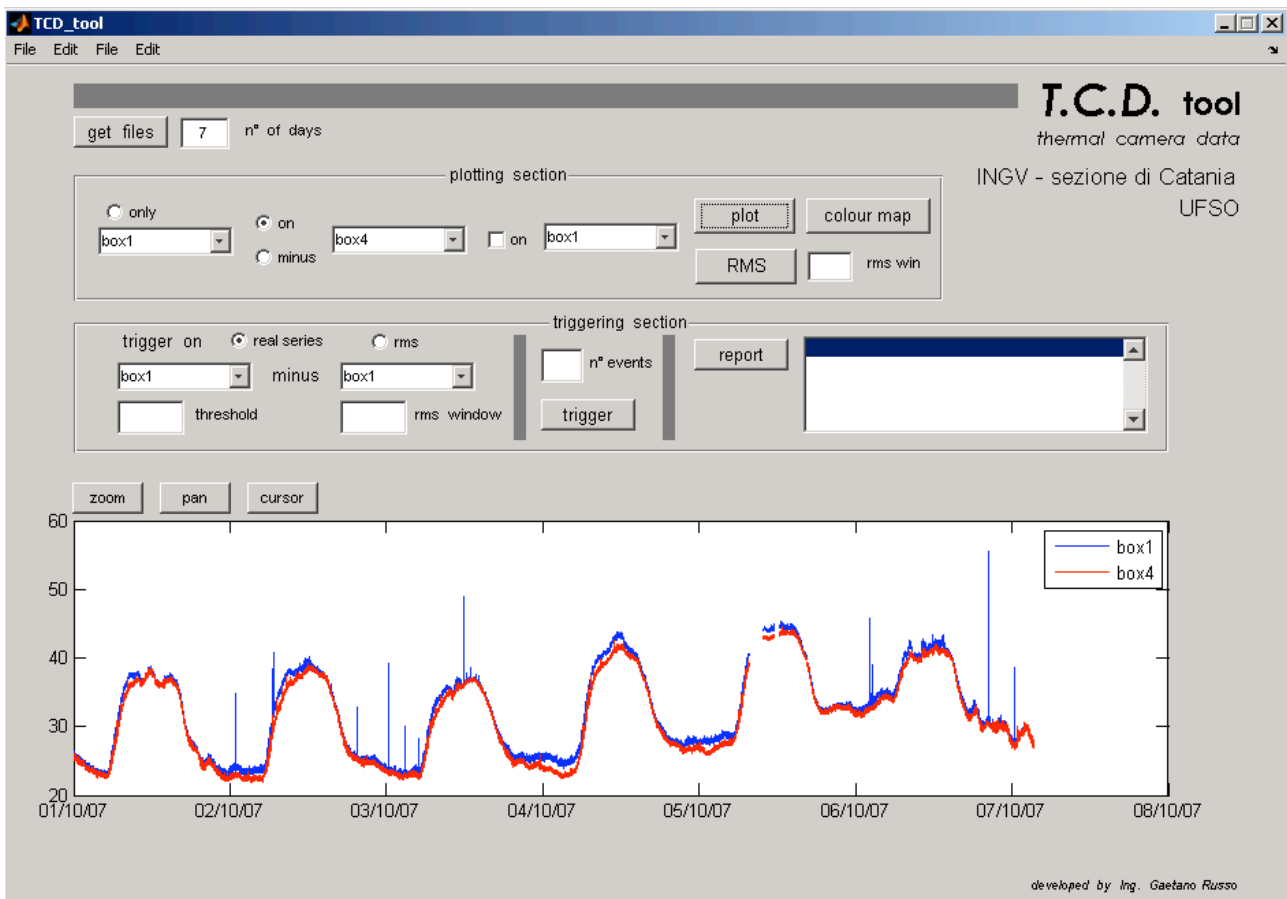 TCD_tool
File Edit File Edit
T.C.D. tool
thermal camera data
get files 7 n° of days
INGV - sezione di Catania
UFSO
plotting section
only
box1
on
minus
box4
on
box1
plot
colour map
RMS
rms win
triggering section
trigger on real series rms
box1 minus box1
threshold rms window
n° events
trigger
report
zoom pan cursor
60
50
40
30
20
box1
box4
01/10/07 02/10/07 03/10/07 04/10/07 05/10/07 06/10/07 07/10/07 08/10/07
developed by Ing. Gaetano Russo